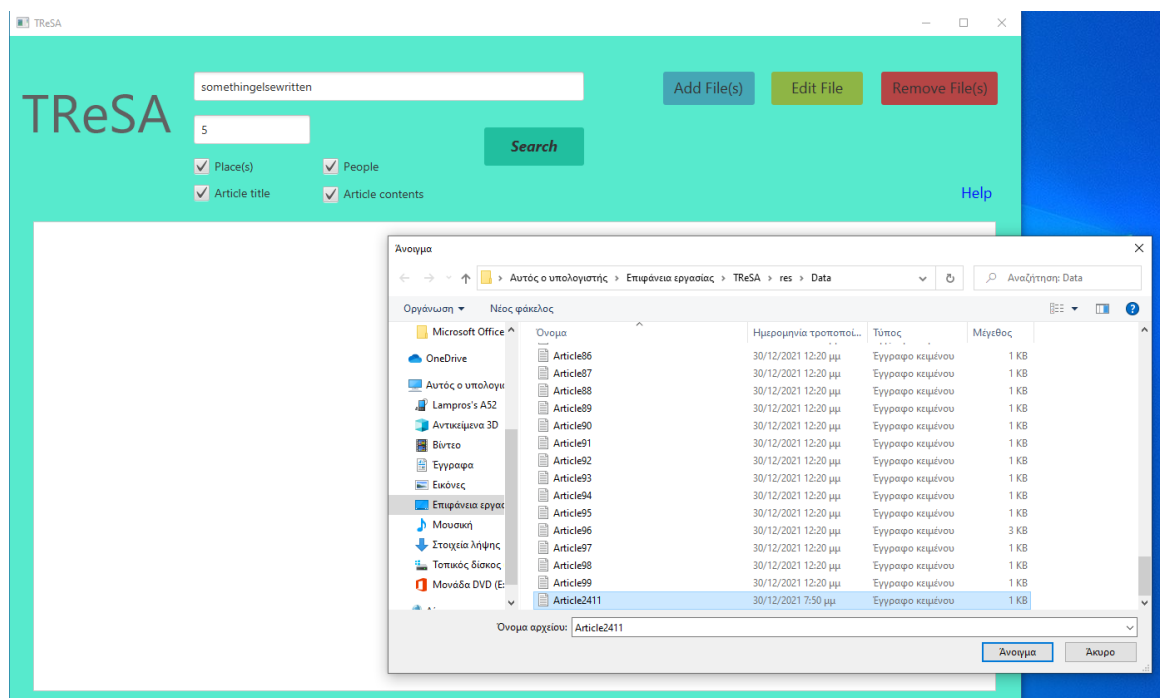 TReSA
somethingelsewritten
Add File(s)
Edit File
Remove File(s)
TReSA
5
Search
Place(s)
People
Article title
Article contents
Help
Άνοιγμα
Αυτός ο υπολογιστής > Επιφάνεια εργασίας > TReSA > res > Data
Αναζήτηση: Data
Οργάνωση
Νέος φάκελος
Microsoft Office
OneDrive
Αυτός ο υπολογι
Lampros's A52
Αντικείμενα 3D
Βίντεο
Έγγραφα
Εικόνες
Επιφάνεια εργασ
Μουσική
Στοιχεία λήψης
Τοπικός δίσκος
Μονάδα DVD (E:
Όνομα Ημερομηνία τροποποί... Τύπος Μέγεθος
Article86 30/12/2021 12:20 μμ Έγγραφο κειμένου 1 KB
Article87 30/12/2021 12:20 μμ Έγγραφο κειμένου 1 KB
Article88 30/12/2021 12:20 μμ Έγγραφο κειμένου 1 KB
Article89 30/12/2021 12:20 μμ Έγγραφο κειμένου 1 KB
Article90 30/12/2021 12:20 μμ Έγγραφο κειμένου 1 KB
Article91 30/12/2021 12:20 μμ Έγγραφο κειμένου 1 KB
Article92 30/12/2021 12:20 μμ Έγγραφο κειμένου 1 KB
Article93 30/12/2021 12:20 μμ Έγγραφο κειμένου 1 KB
Article94 30/12/2021 12:20 μμ Έγγραφο κειμένου 1 KB
Article95 30/12/2021 12:20 μμ Έγγραφο κειμένου 1 KB
Article96 30/12/2021 12:20 μμ Έγγραφο κειμένου 3 KB
Article97 30/12/2021 12:20 μμ Έγγραφο κειμένου 1 KB
Article98 30/12/2021 12:20 μμ Έγγραφο κειμένου 1 KB
Article99 30/12/2021 12:20 μμ Έγγραφο κειμένου 1 KB
Article2411 30/12/2021 7:50 μμ Έγγραφο κειμένου 1 KB
Όνομα αρχείου: Article2411
Άνοιγμα
Άκυρο